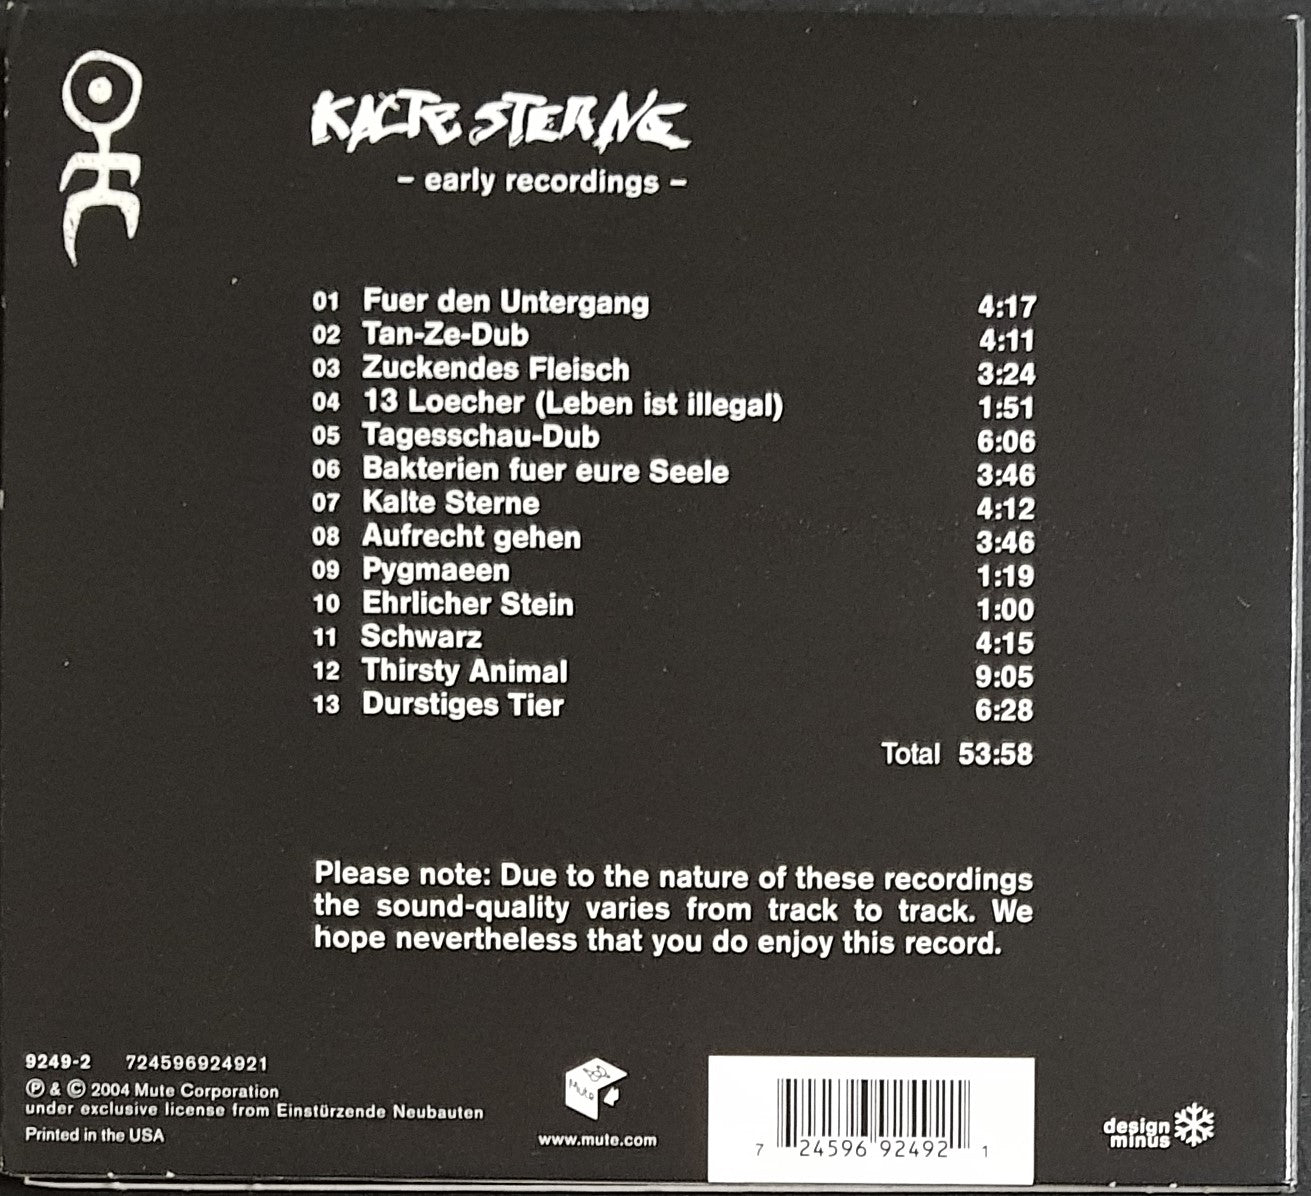 KALTE STERNE
– early recordings –
01 Fuer den Untergang 4:17
02 Tan-Ze-Dub 4:11
03 Zuckendes Fleisch 3:24
04 13 Loecher (Leben ist illegal) 1:51
05 Tagesschau-Dub 6:06
06 Bakterien fuer eure Seele 3:46
07 Kalte Sterne 4:12
08 Aufrecht gehen 3:46
09 Pygmaeen 1:19
10 Ehrlicher Stein 1:00
11 Schwarz 4:15
12 Thirsty Animal 9:05
13 Durstiges Tier 6:28
Total 53:58
Please note: Due to the nature of these recordings
the sound-quality varies from track to track. We
hope nevertheless that you do enjoy this record.
9249-2 724596924921
℗ & © 2004 Mute Corporation
under exclusive license from Einstürzende Neubauten
Printed in the USA
Mute
www.mute.com
7 24596 92492 1
design
minus